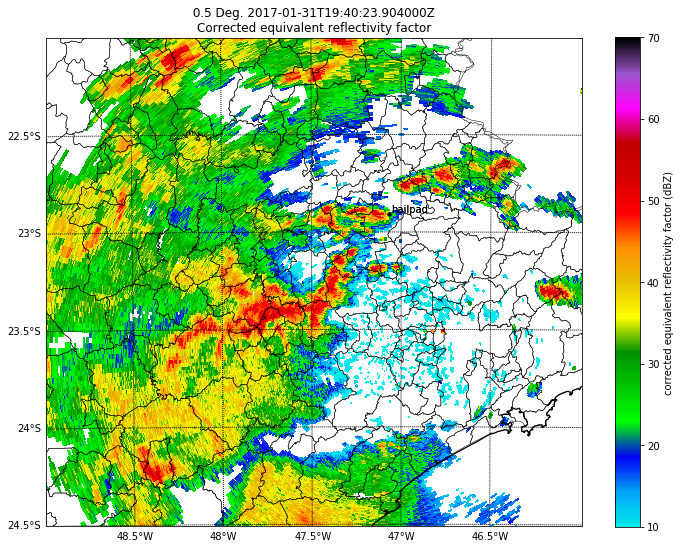 0.5 Deg. 2017-01-31T19:40:23.904000Z
Corrected equivalent reflectivity factor
70
60
50
40
30
20
10
corrected equivalent reflectivity factor (dBZ)
22.5°S
23°S
23.5°S
24°S
24.5°S
hailpad
48.5°W
48°W
47.5°W
47°W
46.5°W